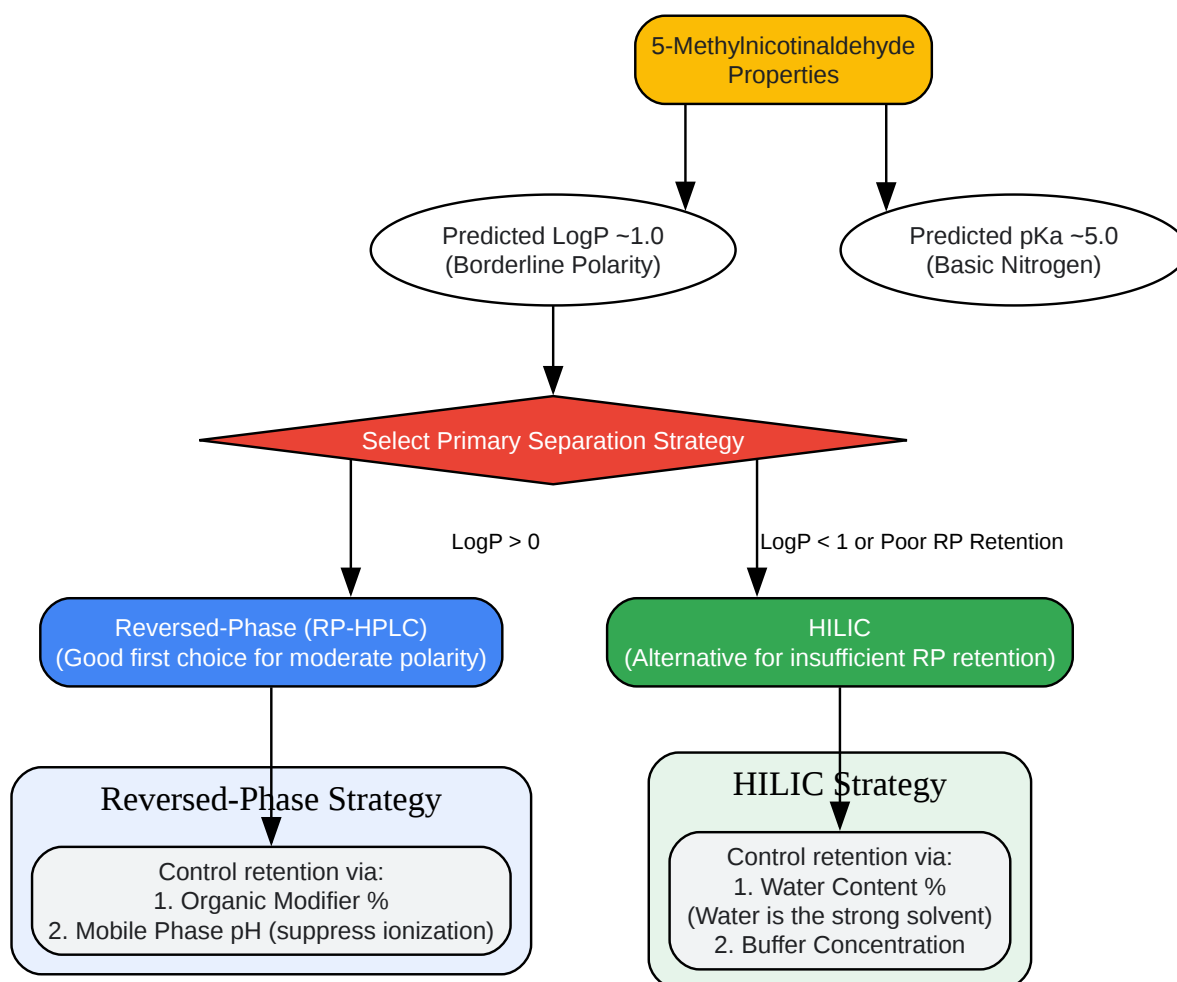 5-Methylnicotinaldehyde
Properties
Predicted LogP ~1.0
(Borderline Polarity)
Predicted pKa ~5.0
(Basic Nitrogen)
Select Primary Separation Strategy
LogP > 0
LogP < 1 or Poor RP Retention
Reversed-Phase (RP-HPLC)
(Good first choice for moderate polarity)
HILIC
(Alternative for insufficient RP retention)
Reversed-Phase Strategy
Control retention via:
1. Organic Modifier %
2. Mobile Phase pH (suppress ionization)
HILIC Strategy
Control retention via:
1. Water Content %
(Water is the strong solvent)
2. Buffer Concentration